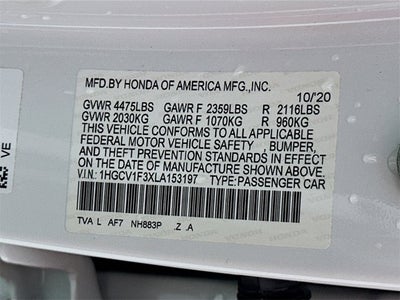 MFD.BY HONDA OF AMERICA MFG.,INC.
10/'20
GVWR 4475LBS GAWR F 2359LBS R 2116LBS
GVWR 2030KG GAWR F 1070KG R 960KG
THIS VEHICLE CONFORMS TO ALL APPLICABLE
FEDERAL MOTOR VEHICLE SAFETY , BUMPER,
AND THEFT PREVENTION STANDARDS IN EFFECT
ON THE DATE OF MANUFACTURE SHOWN ABOVE.
V.I.N: 1HGCV1F3XLA153197 TYPE:PASSENGER CAR
TVA L AF7 NH883P .Z .A
VE